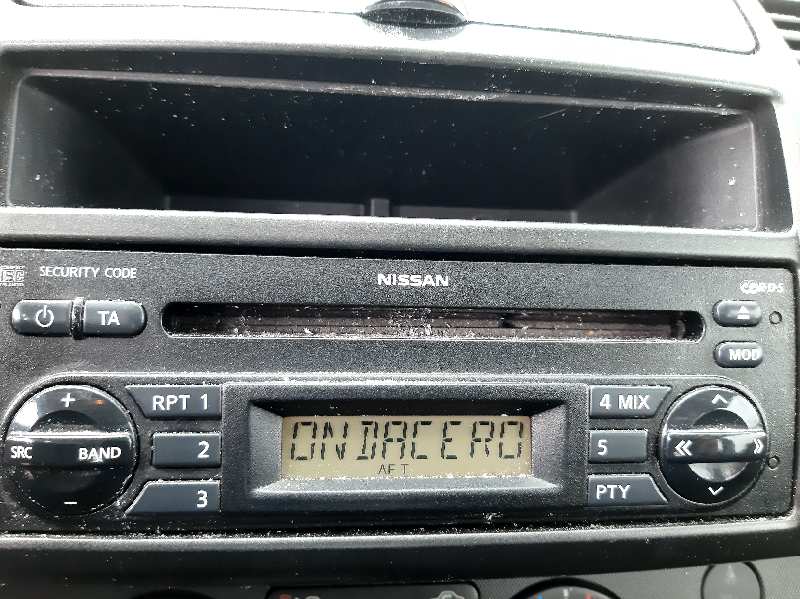 SECURITY CODE
NISSAN
TA
MOD
RPT 1
4 MIX
SRC
BAND
2
ONDACERO
5
AF T
3
PTY